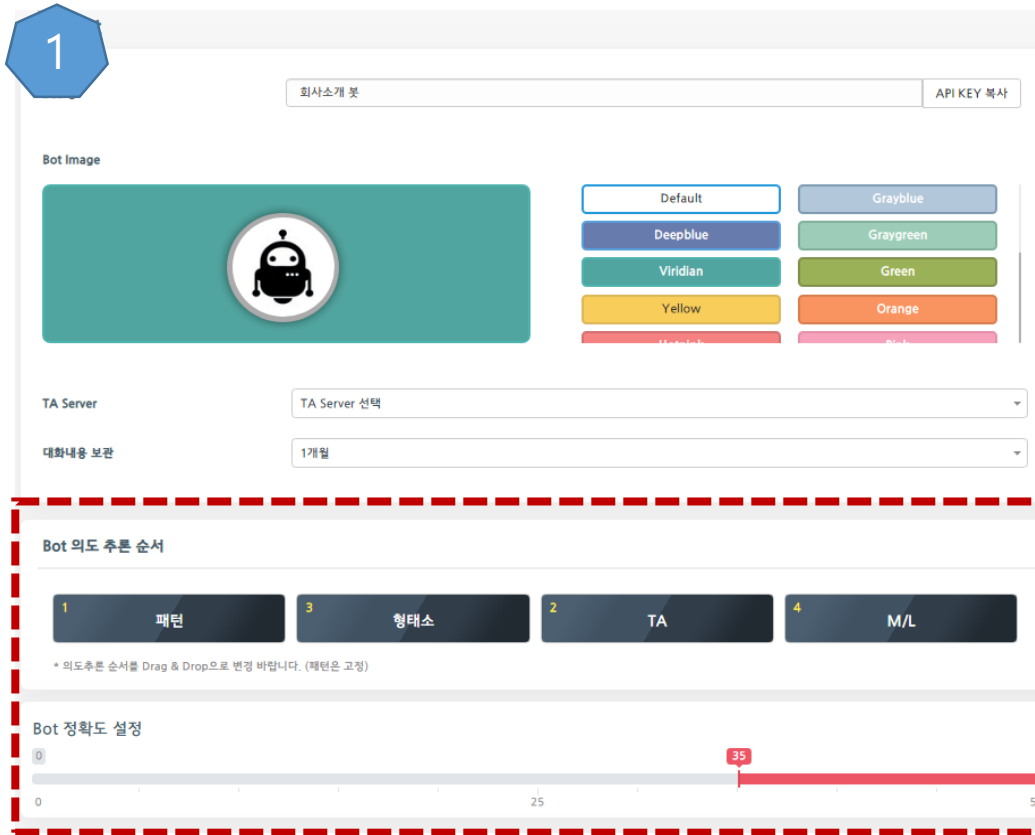 1
회사소개 봇 API KEY 복사
Bot Image
Default Grayblue
Deepblue Graygreen
Viridian Green
Yellow Orange
TA Server TA Server 선택
대화내용 보관 1개월
Bot 의도 추론 순서
1 패턴 3 형태소 2 TA 4 M/L
* 의도추론 순서를 Drag & Drop으로 변경 바랍니다. (패턴은 고정)
Bot 정확도 설정
0 35
0 25